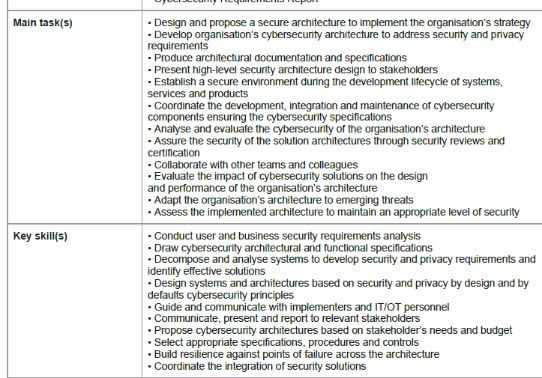 • Cybersecurity Requirements Report
Main task(s)
• Design and propose a secure architecture to implement the organisation's strategy
• Develop organisation's cybersecurity architecture to address security and privacy
requirements
• Produce architectural documentation and specifications
• Present high-level security architecture design to stakeholders
• Establish a secure environment during the development lifecycle of systems,
services and products
• Coordinate the development, integration and maintenance of cybersecurity
components ensuring the cybersecurity specifications
• Analyse and evaluate the cybersecurity of the organisation's architecture
• Assure the security of the solution architectures through security reviews and
certification
• Collaborate with other teams and colleagues
• Evaluate the impact of cybersecurity solutions on the design
and performance of the organisation's architecture
• Adapt the organisation's architecture to emerging threats
• Assess the implemented architecture to maintain an appropriate level of security
Key skill(s)
• Conduct user and business security requirements analysis
• Draw cybersecurity architectural and functional specifications
• Decompose and analyse systems to develop security and privacy requirements and
identify effective solutions
• Design systems and architectures based on security and privacy by design and by
defaults cybersecurity principles
• Guide and communicate with implementers and IT/OT personnel
• Communicate, present and report to relevant stakeholders
• Propose cybersecurity architectures based on stakeholder's needs and budget
• Select appropriate specifications, procedures and controls
• Build resilience against points of failure across the architecture
• Coordinate the integration of security solutions